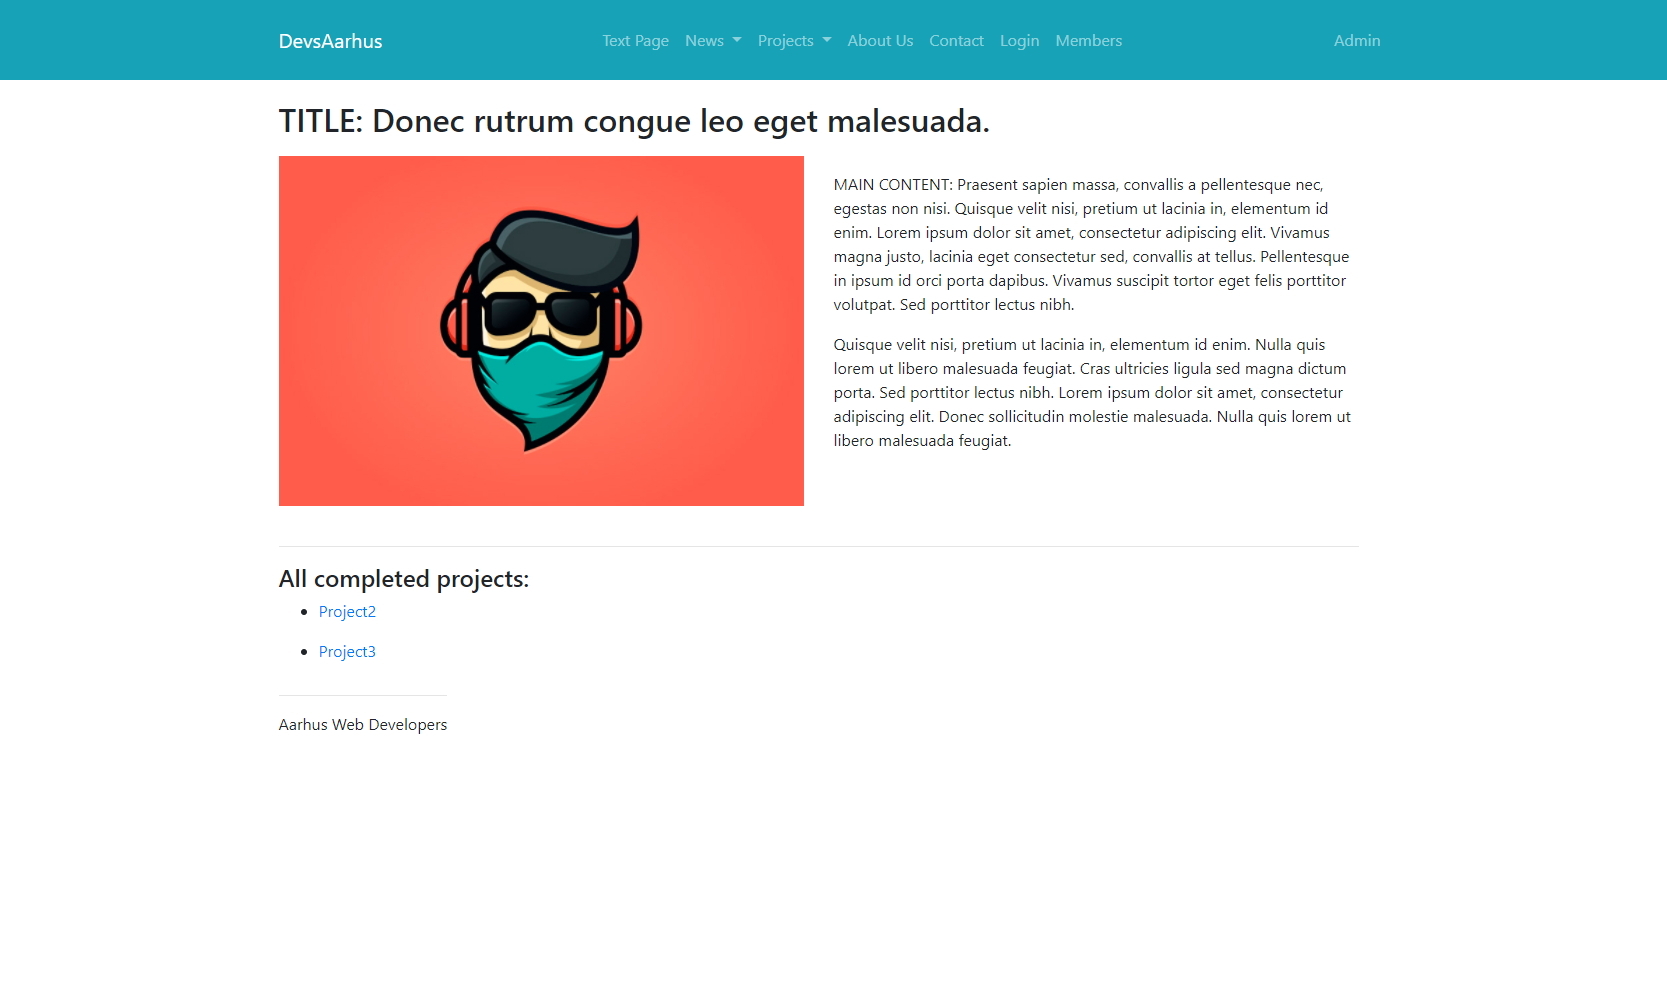 DevsAarhus Text Page News Projects About Us Contact Login Members Admin
TITLE: Donec rutrum congue leo eget malesuada.
MAIN CONTENT: Praesent sapien massa, convallis a pellentesque nec,
egestas non nisi. Quisque velit nisi, pretium ut lacinia in, elementum id
enim. Lorem ipsum dolor sit amet, consectetur adipiscing elit. Vivamus
magna justo, lacinia eget consectetur sed, convallis at tellus. Pellentesque
in ipsum id orci porta dapibus. Vivamus suscipit tortor eget felis porttitor
volutpat. Sed porttitor lectus nibh.
Quisque velit nisi, pretium ut lacinia in, elementum id enim. Nulla quis
lorem ut libero malesuada feugiat. Cras ultricies ligula sed magna dictum
porta. Sed porttitor lectus nibh. Lorem ipsum dolor sit amet, consectetur
adipiscing elit. Donec sollicitudin molestie malesuada. Nulla quis lorem ut
libero malesuada feugiat.
All completed projects:
Project2
Project3
Aarhus Web Developers